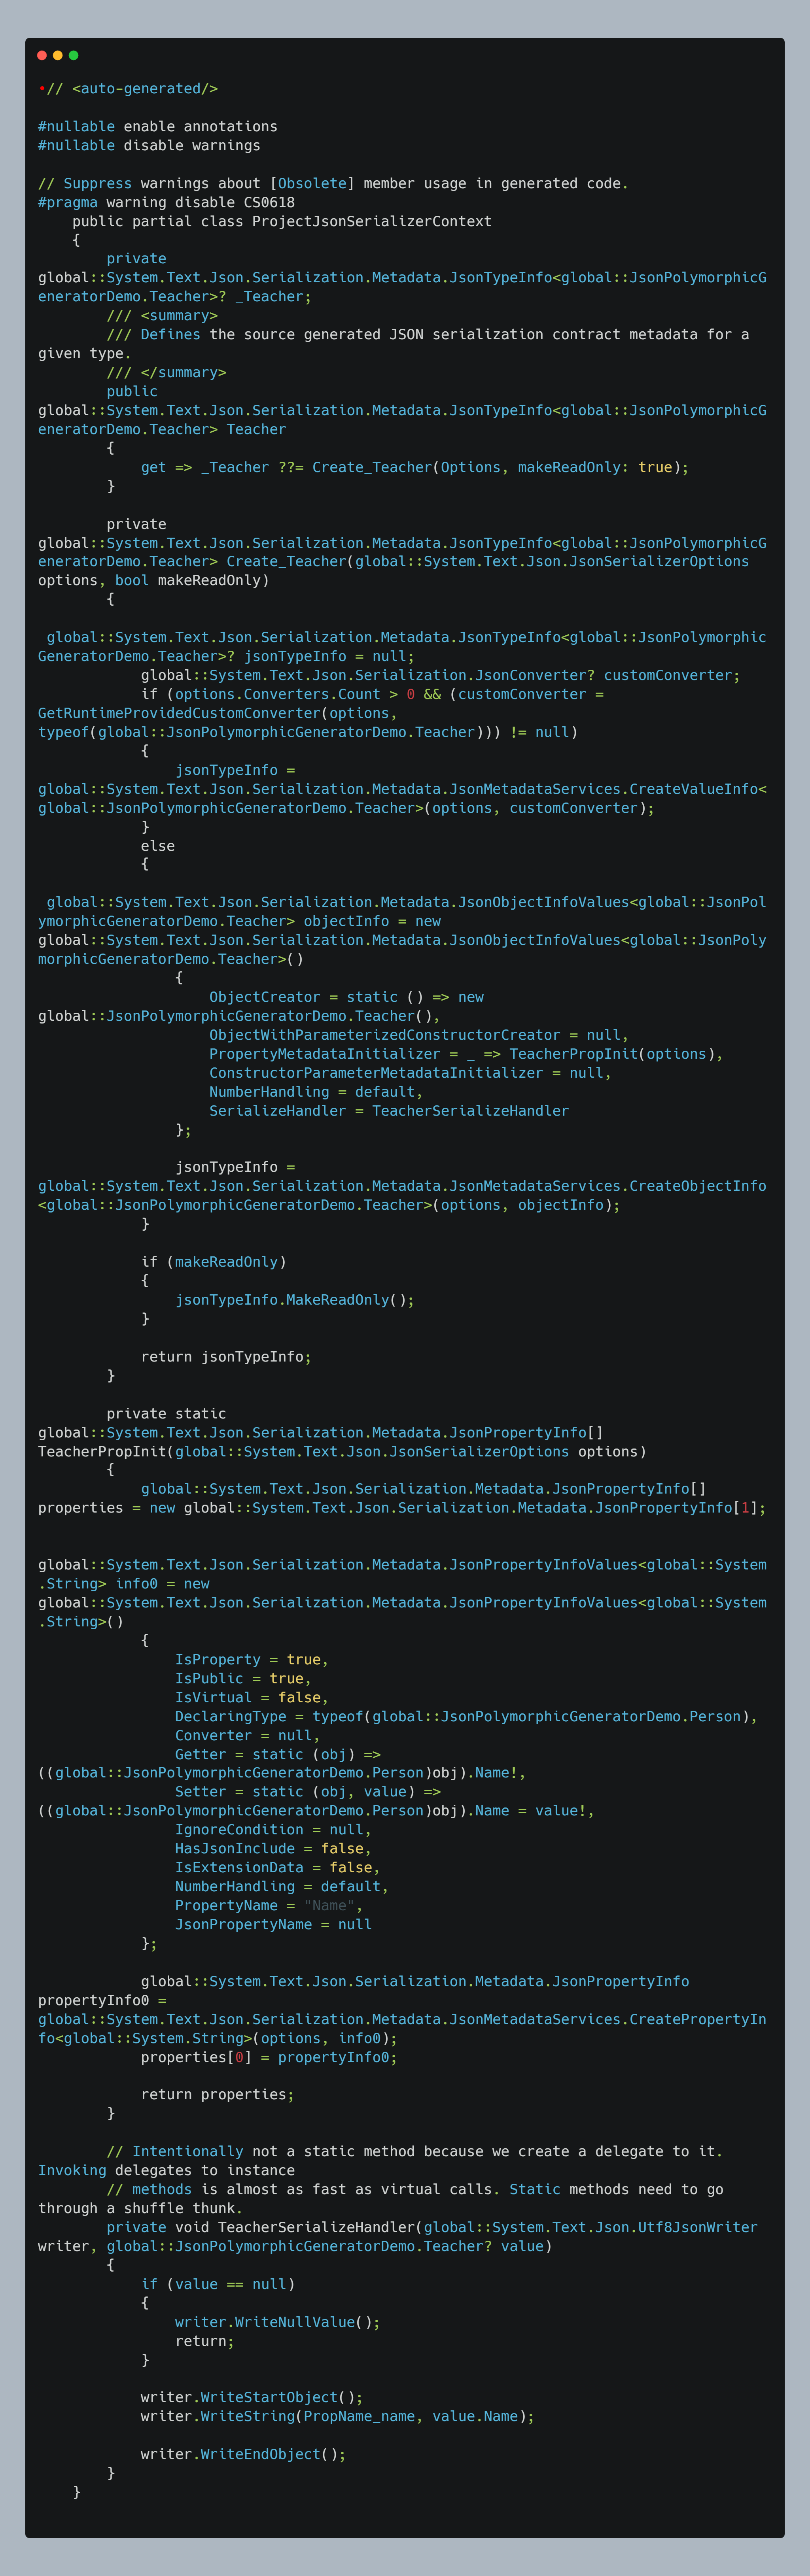 •// <auto-generated/>
#nullable enable annotations
#nullable disable warnings
// Suppress warnings about [Obsolete] member usage in generated code.
#pragma warning disable CS0618
    public partial class ProjectJsonSerializerContext
    {
        private
global::System.Text.Json.Serialization.Metadata.JsonTypeInfo<global::JsonPolymorphicG
eneratorDemo.Teacher>? _Teacher;
        /// <summary>
        /// Defines the source generated JSON serialization contract metadata for a
given type.
        /// </summary>
        public
global::System.Text.Json.Serialization.Metadata.JsonTypeInfo<global::JsonPolymorphicG
eneratorDemo.Teacher> Teacher
        {
            get => _Teacher ??= Create_Teacher(Options, makeReadOnly: true);
        }
        private
global::System.Text.Json.Serialization.Metadata.JsonTypeInfo<global::JsonPolymorphicG
eneratorDemo.Teacher> Create_Teacher(global::System.Text.Json.JsonSerializerOptions
options, bool makeReadOnly)
        {
 global::System.Text.Json.Serialization.Metadata.JsonTypeInfo<global::JsonPolymorphic
GeneratorDemo.Teacher>? jsonTypeInfo = null;
            global::System.Text.Json.Serialization.JsonConverter? customConverter;
            if (options.Converters.Count > 0 && (customConverter =
GetRuntimeProvidedCustomConverter(options,
typeof(global::JsonPolymorphicGeneratorDemo.Teacher))) != null)
            {
                jsonTypeInfo =
global::System.Text.Json.Serialization.Metadata.JsonMetadataServices.CreateValueInfo<
global::JsonPolymorphicGeneratorDemo.Teacher>(options, customConverter);
            }
            else
            {
 global::System.Text.Json.Serialization.Metadata.JsonObjectInfoValues<global::JsonPol
ymorphicGeneratorDemo.Teacher> objectInfo = new
global::System.Text.Json.Serialization.Metadata.JsonObjectInfoValues<global::JsonPoly
morphicGeneratorDemo.Teacher>()
                {
                    ObjectCreator = static () => new
global::JsonPolymorphicGeneratorDemo.Teacher(),
                    ObjectWithParameterizedConstructorCreator = null,
                    PropertyMetadataInitializer = _ => TeacherPropInit(options),
                    ConstructorParameterMetadataInitializer = null,
                    NumberHandling = default,
                    SerializeHandler = TeacherSerializeHandler
                };
                jsonTypeInfo =
global::System.Text.Json.Serialization.Metadata.JsonMetadataServices.CreateObjectInfo
<global::JsonPolymorphicGeneratorDemo.Teacher>(options, objectInfo);
            }
            if (makeReadOnly)
            {
                jsonTypeInfo.MakeReadOnly();
            }
            return jsonTypeInfo;
        }
        private static
global::System.Text.Json.Serialization.Metadata.JsonPropertyInfo[]
TeacherPropInit(global::System.Text.Json.JsonSerializerOptions options)
        {
            global::System.Text.Json.Serialization.Metadata.JsonPropertyInfo[]
properties = new global::System.Text.Json.Serialization.Metadata.JsonPropertyInfo[1];
global::System.Text.Json.Serialization.Metadata.JsonPropertyInfoValues<global::System
.String> info0 = new
global::System.Text.Json.Serialization.Metadata.JsonPropertyInfoValues<global::System
.String>()
            {
                IsProperty = true,
                IsPublic = true,
                IsVirtual = false,
                DeclaringType = typeof(global::JsonPolymorphicGeneratorDemo.Person),
                Converter = null,
                Getter = static (obj) =>
((global::JsonPolymorphicGeneratorDemo.Person)obj).Name!,
                Setter = static (obj, value) =>
((global::JsonPolymorphicGeneratorDemo.Person)obj).Name = value!,
                IgnoreCondition = null,
                HasJsonInclude = false,
                IsExtensionData = false,
                NumberHandling = default,
                PropertyName = "Name",
                JsonPropertyName = null
            };
            global::System.Text.Json.Serialization.Metadata.JsonPropertyInfo
propertyInfo0 =
global::System.Text.Json.Serialization.Metadata.JsonMetadataServices.CreatePropertyIn
fo<global::System.String>(options, info0);
            properties[0] = propertyInfo0;
            return properties;
        }
        // Intentionally not a static method because we create a delegate to it.
Invoking delegates to instance
        // methods is almost as fast as virtual calls. Static methods need to go
through a shuffle thunk.
        private void TeacherSerializeHandler(global::System.Text.Json.Utf8JsonWriter
writer, global::JsonPolymorphicGeneratorDemo.Teacher? value)
        {
            if (value == null)
            {
                writer.WriteNullValue();
                return;
            }
            writer.WriteStartObject();
            writer.WriteString(PropName_name, value.Name);
            writer.WriteEndObject();
        }
    }